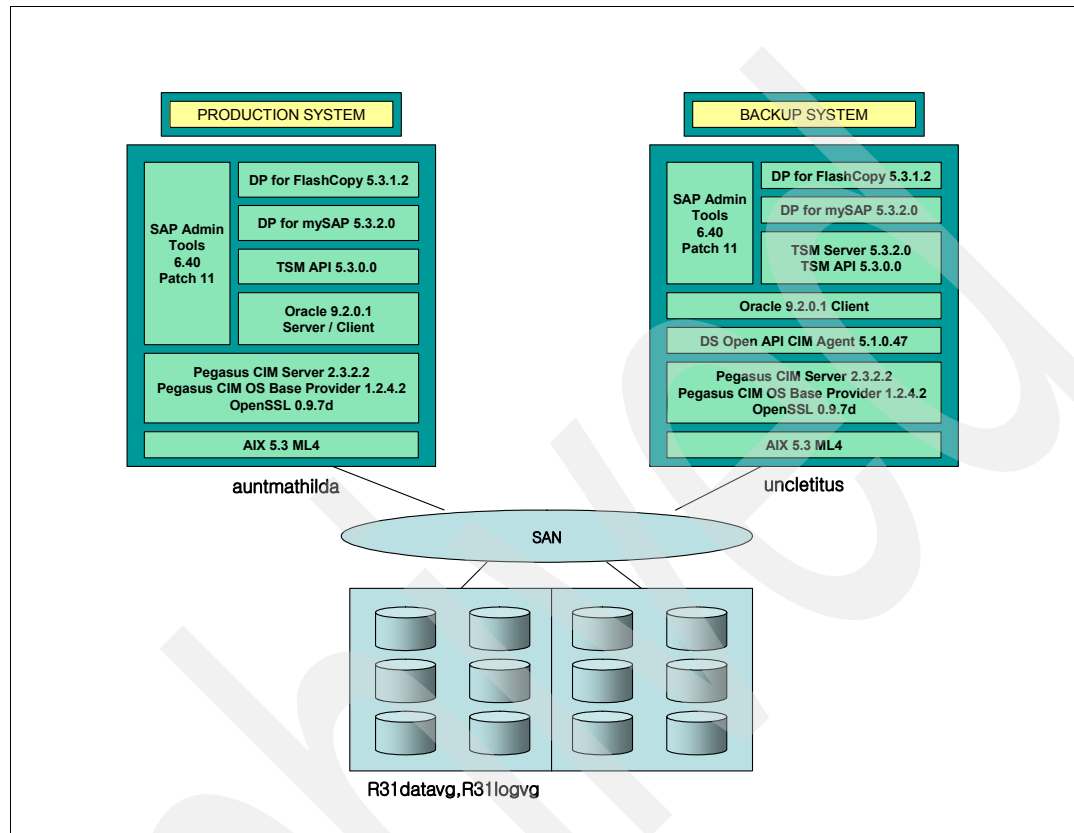 PRODUCTION SYSTEM
SAP Admin
Tools
6.40
Patch 11
DP for FlashCopy 5.3.1.2
DP for mySAP 5.3.2.0
TSM API 5.3.0.0
Oracle 9.2.0.1
Server / Client
Pegasus CIM Server 2.3.2.2
Pegasus CIM OS Base Provider 1.2.4.2
OpenSSL 0.9.7d
AIX 5.3 ML4
auntmathilda
BACKUP SYSTEM
SAP Admin
Tools
6.40
Patch 11
DP for FlashCopy 5.3.1.2
DP for mySAP 5.3.2.0
TSM Server 5.3.2.0
TSM API 5.3.0.0
Oracle 9.2.0.1 Client
DS Open API CIM Agent 5.1.0.47
Pegasus CIM Server 2.3.2.2
Pegasus CIM OS Base Provider 1.2.4.2
OpenSSL 0.9.7d
AIX 5.3 ML4
uncletitus
SAN
R31datavg,R31logvg